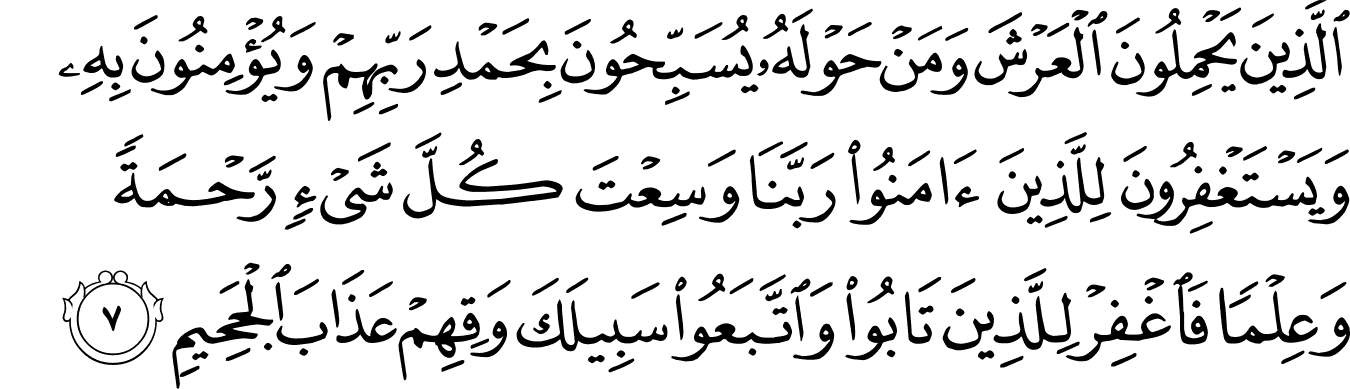 ٱلَّذِينَ يَحْمِلُونَ ٱلْعَرْشَ وَمَنْ حَوْلَهُۥ يُسَبِّحُونَ بِحَمْدِ رَبِّهِمْ وَيُؤْمِنُونَ بِهِۦ
وَيَسْتَغْفِرُونَ لِلَّذِينَ ءَامَنُوا۟ رَبَّنَا وَسِعْتَ كُلَّ شَىْءٍ رَّحْمَةً
وَعِلْمًا فَٱغْفِرْ لِلَّذِينَ تَابُوا۟ وَٱتَّبَعُوا۟ سَبِيلَكَ وَقِهِمْ عَذَابَ ٱلْجَحِيمِ ٧